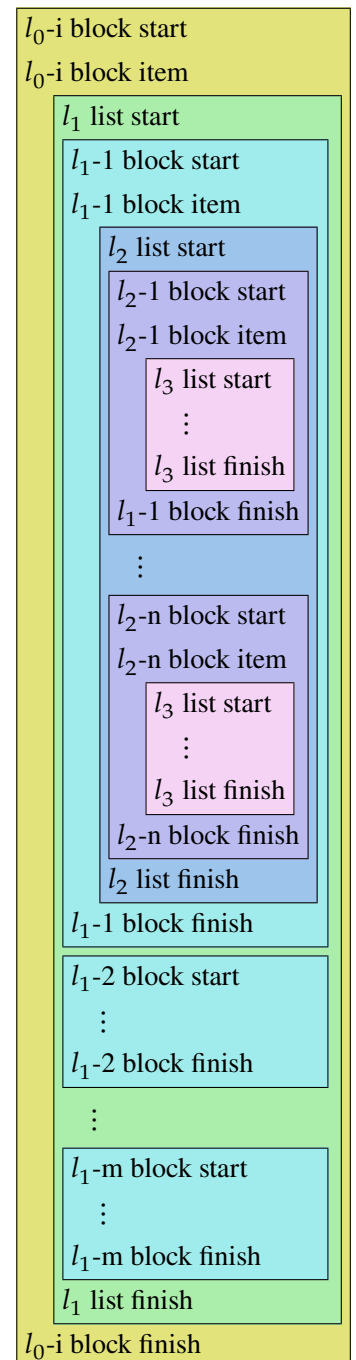 l₀-i block start
l₀-i block item
l₁ list start
l₁-1 block start
l₁-1 block item
l₂ list start
l₂-1 block start
l₂-1 block item
l₃ list start
⋮
l₃ list finish
l₁-1 block finish
⋮
l₂-n block start
l₂-n block item
l₃ list start
⋮
l₃ list finish
l₂-n block finish
l₂ list finish
l₁-1 block finish
l₁-2 block start
⋮
l₁-2 block finish
⋮
l₁-m block start
⋮
l₁-m block finish
l₁ list finish
l₀-i block finish